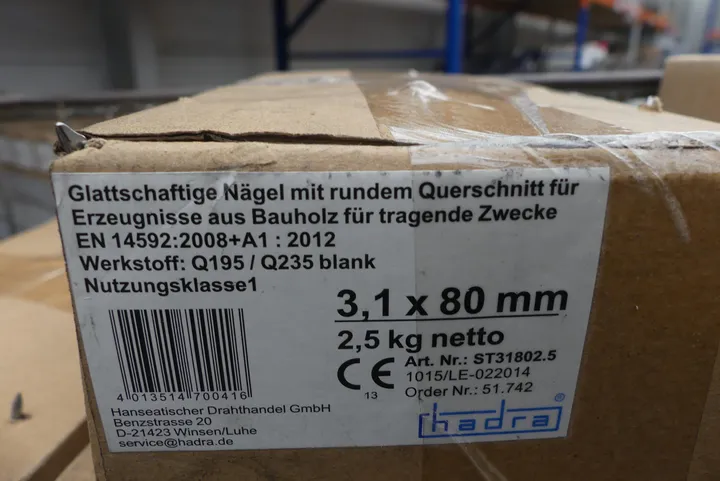 Glattschaftige Nägel mit rundem Querschnitt für
Erzeugnisse aus Bauholz für tragende Zwecke
EN 14592:2008+A1 : 2012
Werkstoff: Q195 / Q235 blank
Nutzungsklasse1
3,1 x 80 mm
2,5 kg netto
CE
13
Art. Nr.: ST31802.5
1015/LE-022014
Order Nr.: 51.742
4 013514 700416
Hanseatischer Drahthandel GmbH
Benzstrasse 20
D-21423 Winsen/Luhe
service@hadra.de
hadra®